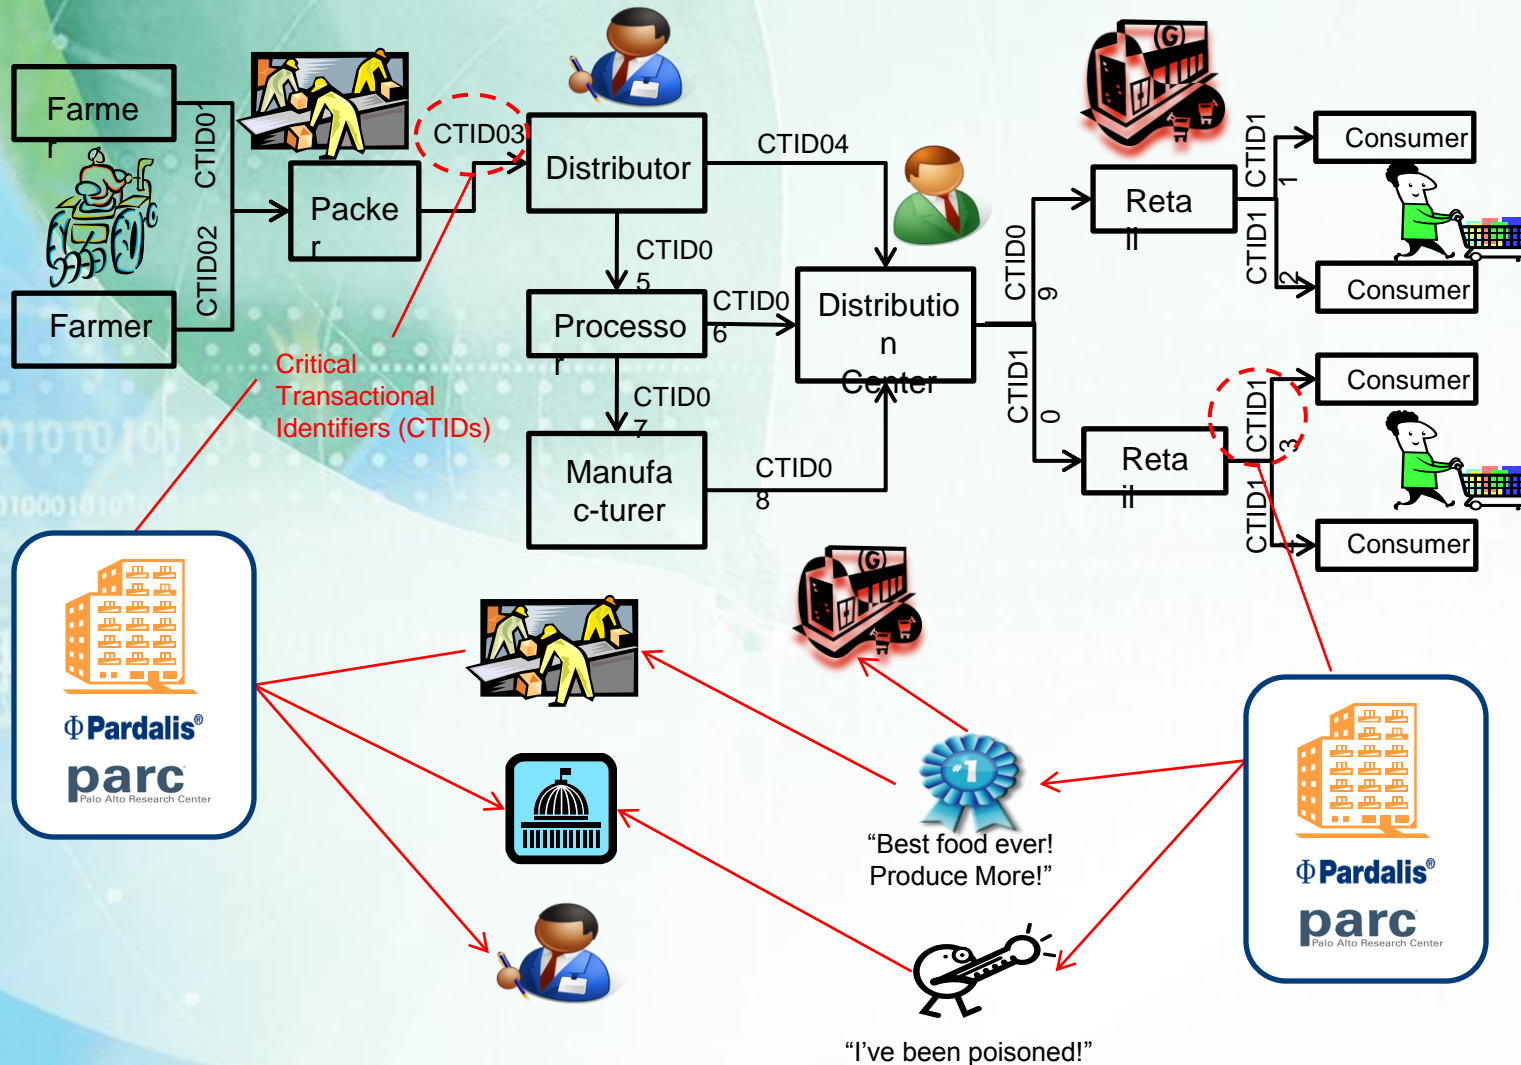 Farme
r
CTID01
CTID02
Farmer
Packe
r
CTID03
Distributor
CTID04
CTID0
5
Processo
r
CTID0
6
CTID0
7
Manufa
c-turer
CTID0
8
Distributio
n
Center
CTID0
9
CTID1
0
Reta
il
Reta
il
CTID1
1
CTID1
2
CTID1
3
CTID1
4
Consumer
Consumer
Consumer
Consumer
G
Critical
Transactional
Identifiers (CTIDs)
01010101
0100010101
ΦPardalis®
parc
Palo Alto Research Center
G
#1
“Best food ever!
Produce More!”
“I’ve been poisoned!”
ΦPardalis®
parc
Palo Alto Research Center